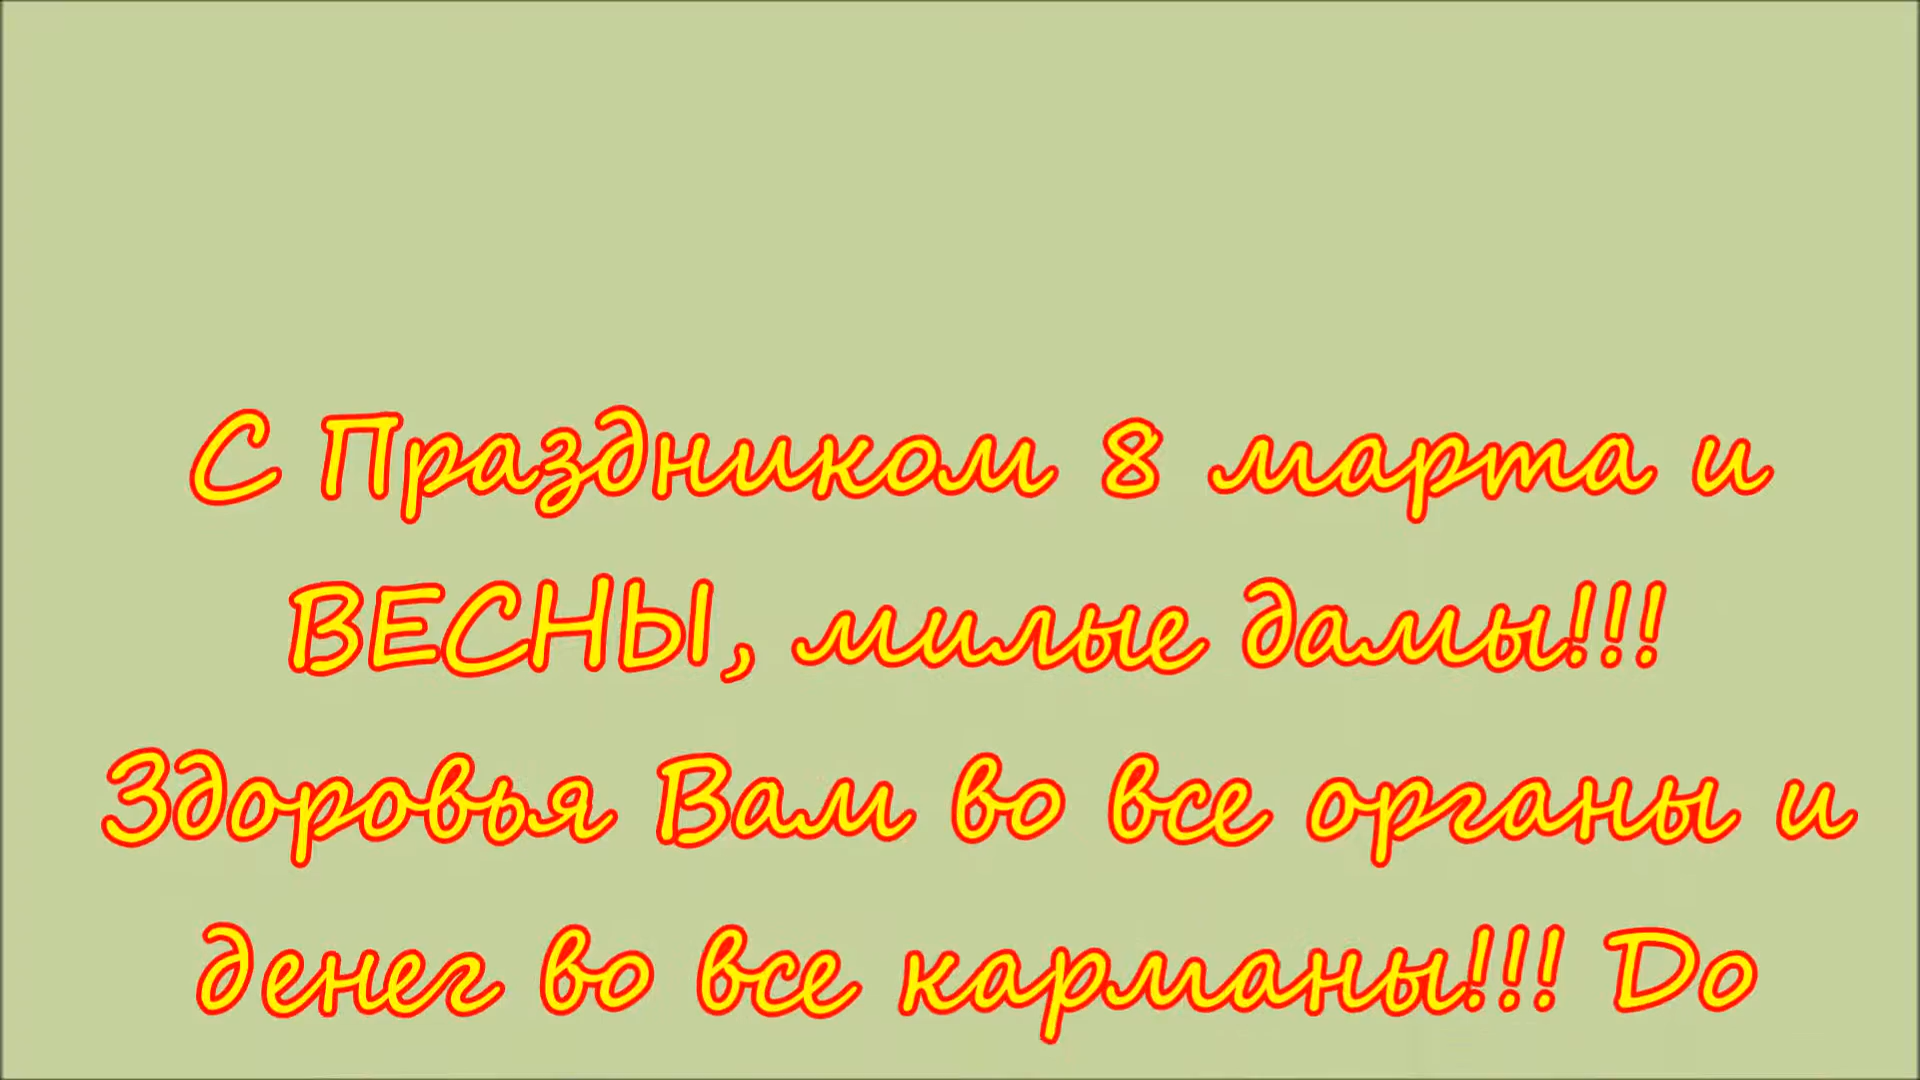 С Праздником 8 марта и
ВЕСНЫ, милые дамы!!!
Здоровья Вам во все органы и
денег во все карманы!!! До